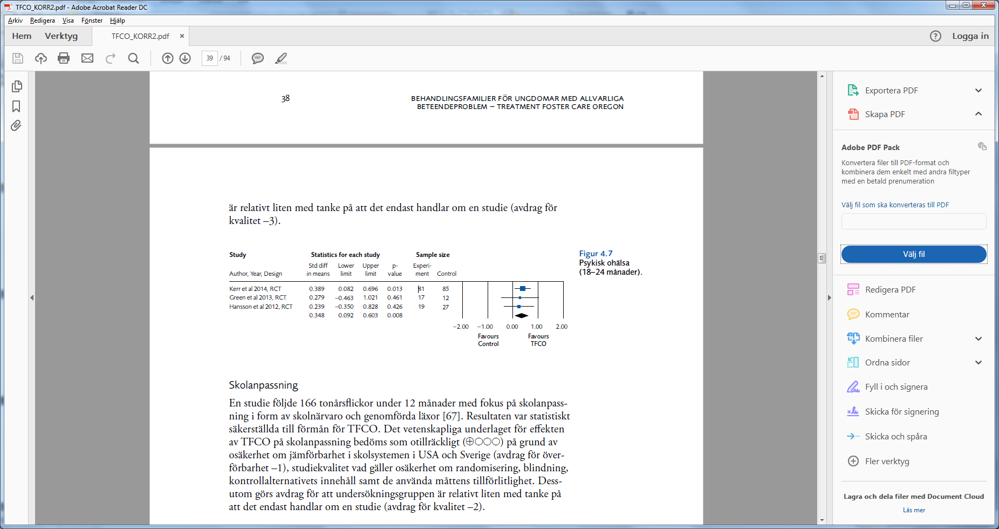 TFCO_KORR2.pdf - Adobe Acrobat Reader DC
Arkiv Redigera Visa Fönster Hjälp
Hem Verktyg TFCO_KORR2.pdf × ? Logga in
39 / 94
38
BEHANDLINGSFAMILJER FÖR UNGDOMAR MED ALLVARLIGA
BETEENDEPROBLEM – TREATMENT FOSTER CARE OREGON
är relativt liten med tanke på att det endast handlar om en studie (avdrag för
kvalitet –3).
Study Statistics for each study Sample size
Std diff Lower Upper p- Experi-
Author, Year, Design in means limit limit value ment Control
Kerr et al 2014, RCT 0.389 0.082 0.696 0.013 81 85
Green et al 2013, RCT 0.279 –0.463 1.021 0.461 17 12
Hansson et al 2012, RCT 0.239 –0.350 0.828 0.426 19 27
0.348 0.092 0.603 0.008
–2.00 –1.00 0.00 1.00 2.00
Favours Favours
Control TFCO
Figur 4.7
Psykisk ohälsa
(18–24 månader).
Skolanpassning
En studie följde 166 tonårsflickor under 12 månader med fokus på skolanpass-
ning i form av skolnärvaro och genomförda läxor [67]. Resultaten var statistiskt
säkerställda till förmån för TFCO. Det vetenskapliga underlaget för effekten
av TFCO på skolanpassning bedöms som otillräckligt (⊕○○○) på grund av
osäkerhet om jämförbarhet i skolsystemen i USA och Sverige (avdrag för över-
förbarhet –1), studiekvalitet vad gäller osäkerhet om randomisering, blindning,
kontrollalternativets innehåll samt de använda måttens tillförlitlighet. Dess-
utom görs avdrag för att undersökningsgruppen är relativt liten med tanke på
att det endast handlar om en studie (avdrag för kvalitet –2).
Exportera PDF
Skapa PDF
Adobe PDF Pack
Konvertera filer till PDF-format och
kombinera dem enkelt med andra filtyper
med en betald prenumeration
Välj fil som ska konverteras till PDF
Välj fil
Redigera PDF
Kommentar
Kombinera filer
Ordna sidor
Fyll i och signera
Skicka för signering
Skicka och spåra
Fler verktyg
Lagra och dela filer med Document Cloud
Läs mer